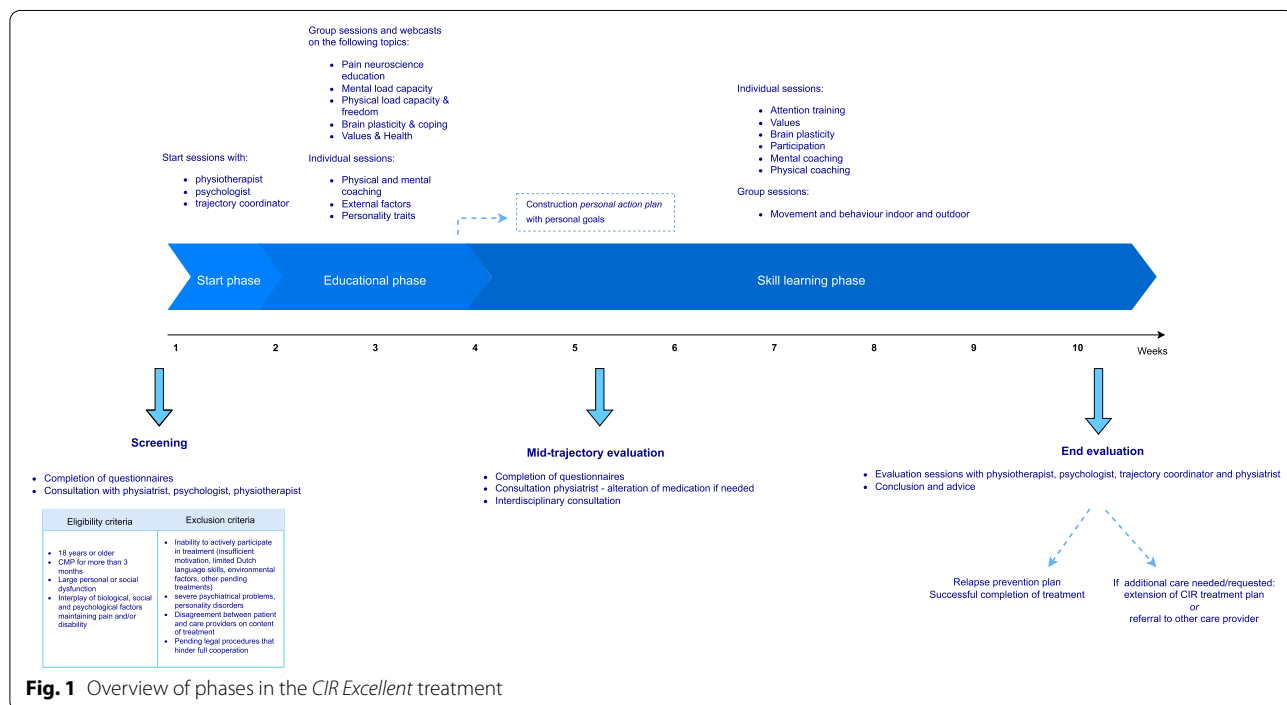 Group sessions and webcasts
on the following topics:
• Pain neuroscience
education
• Mental load capacity
• Physical load capacity &
freedom
• Brain plasticity & coping
• Values & Health
Individual sessions:
• Physical and mental
coaching
• External factors
• Personality traits
Start sessions with:
• physiotherapist
• psychologist
• trajectory coordinator
Construction personal action plan
with personal goals
Individual sessions:
• Attention training
• Values
• Brain plasticity
• Participation
• Mental coaching
• Physical coaching
Group sessions:
• Movement and behaviour indoor and outdoor
Start phase
Educational phase
Skill learning phase
1 2 3 4 5 6 7 8 9 10 Weeks
Screening
• Completion of questionnaires
• Consultation with physiatrist, psychologist, physiotherapist
Eligibility criteria
• 18 years or older
• CMP for more than 3
months
• Large personal or social
dysfunction
• Interplay of biological, social
and psychological factors
maintaining pain and/or
disability
Exclusion criteria
• Inability to actively participate
in treatment (insufficient
motivation, limited Dutch
language skills, environmental
factors, other pending
treatments)
• severe psychiatrical problems,
personality disorders
• Disagreement between patient
and care providers on content
of treatment
• Pending legal procedures that
hinder full cooperation
Mid-trajectory evaluation
• Completion of questionnaires
• Consultation physiatrist - alteration of medication if needed
• Interdisciplinary consultation
End evaluation
• Evaluation sessions with physiotherapist, psychologist, trajectory coordinator and physiatrist
• Conclusion and advice
Relapse prevention plan
Successful completion of treatment
If additional care needed/requested:
extension of CIR treatment plan
or
referral to other care provider
Fig. 1 Overview of phases in the CIR Excellent treatment